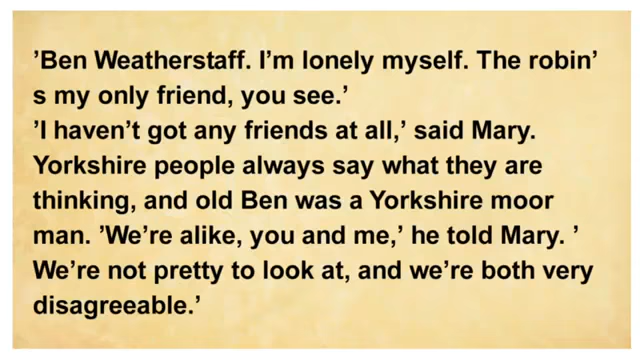 ’Ben Weatherstaff. I’m lonely myself. The robin’
s my only friend, you see.’
’I haven’t got any friends at all,’ said Mary.
Yorkshire people always say what they are
thinking, and old Ben was a Yorkshire moor
man. ’We’re alike, you and me,’ he told Mary. ’
We’re not pretty to look at, and we’re both very
disagreeable.’